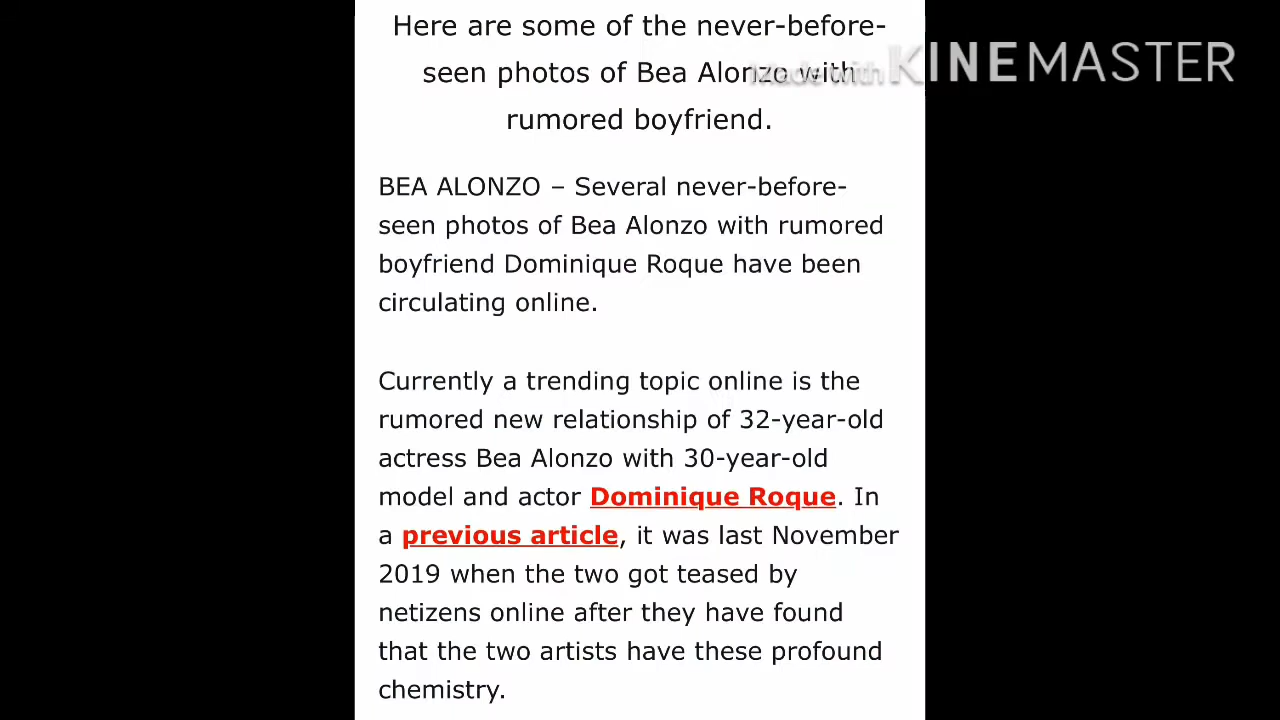 Here are some of the never-before-
seen photos of Bea Alonzo with
rumored boyfriend.
Made with KINEMASTER
BEA ALONZO – Several never-before-
seen photos of Bea Alonzo with rumored
boyfriend Dominique Roque have been
circulating online.
Currently a trending topic online is the
rumored new relationship of 32-year-old
actress Bea Alonzo with 30-year-old
model and actor Dominique Roque. In
a previous article, it was last November
2019 when the two got teased by
netizens online after they have found
that the two artists have these profound
chemistry.